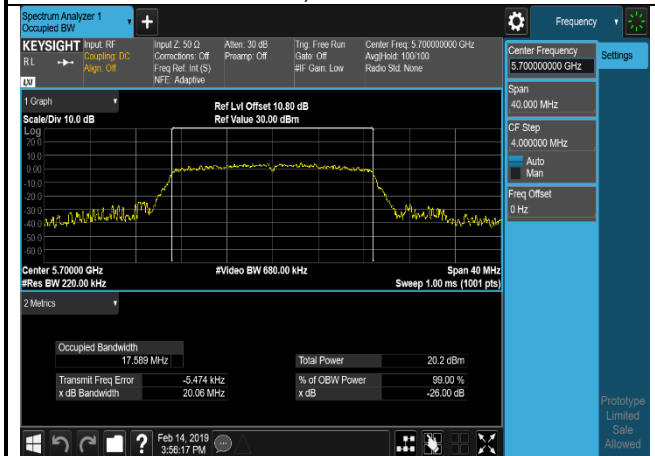 Spectrum Analyzer 1
Occupied BW
+
Frequency
KEYSIGHT
Input: RF
Coupling: DC
Align: Off
Input Z: 50 Ω
Corrections: Off
Freq Ref: Int (S)
NFE: Adaptive
Atten: 30 dB
Preamp: Off
Trig: Free Run
Gate: Off
#IF Gain: Low
Center Freq: 5.700000000 GHz
Avg|Hold: 100/100
Radio Std: None
R L
LXI
Center Frequency
5.700000000 GHz
Settings
Span
40.000 MHz
CF Step
4.000000 MHz
Auto
Man
Freq Offset
0 Hz
1 Graph
Scale/Div 10.0 dB
Ref Lvl Offset 10.80 dB
Ref Value 30.00 dBm
Log
20.0
10.0
0.00
-10.0
-20.0
-30.0
-40.0
-50.0
-60.0
Center 5.70000 GHz
#Video BW 680.00 kHz
Span 40 MHz
#Res BW 220.00 kHz
Sweep 1.00 ms (1001 pts)
2 Metrics
Occupied Bandwidth
17.589 MHz
Total Power
20.2 dBm
Transmit Freq Error
-5.474 kHz
% of OBW Power
99.00 %
x dB Bandwidth
20.06 MHz
x dB
-26.00 dB
Prototype
Limited
Sale
Allowed
?
Feb 14, 2019
3:56:17 PM